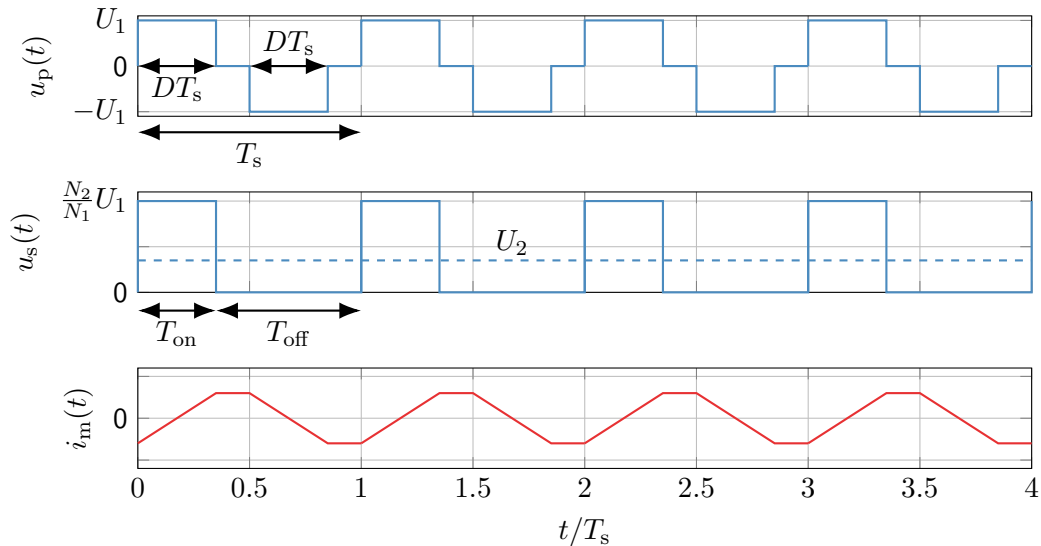 U₁
0
−U₁
uₚ(t)
DTₛ
DTₛ
Tₛ
N₂/N₁ U₁
0
uₛ(t)
U₂
Tₒₙ
T_off
0
iₘ(t)
0 0.5 1 1.5 2 2.5 3 3.5 4
t/Tₛ